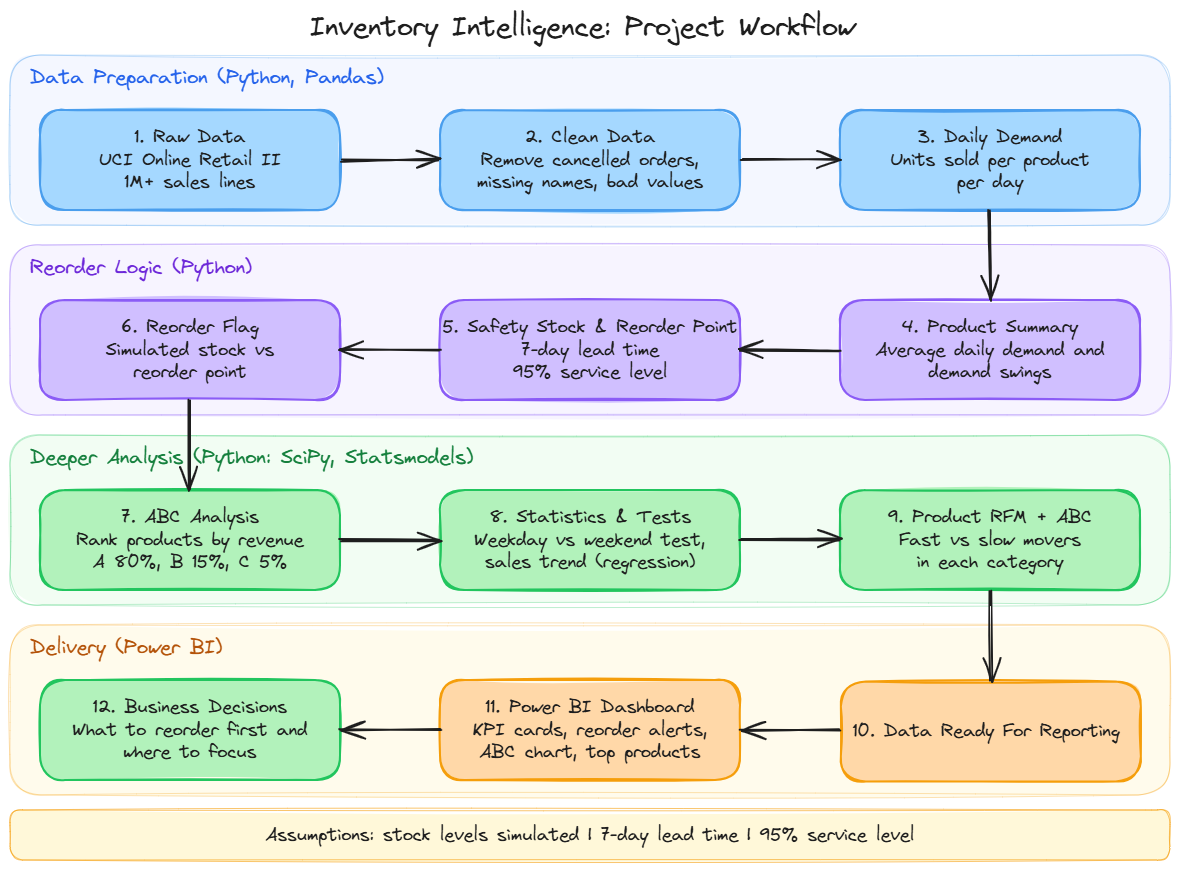 Inventory Intelligence: Project Workflow
Data Preparation (Python, Pandas)
1. Raw Data
UCI Online Retail II
1M+ sales lines
2. Clean Data
Remove cancelled orders,
missing names, bad values
3. Daily Demand
Units sold per product
per day
Reorder Logic (Python)
6. Reorder Flag
Simulated stock vs
reorder point
5. Safety Stock & Reorder Point
7-day lead time
95% service level
4. Product Summary
Average daily demand and
demand swings
Deeper Analysis (Python: SciPy, Statsmodels)
7. ABC Analysis
Rank products by revenue
A 80%, B 15%, C 5%
8. Statistics & Tests
Weekday vs weekend test,
sales trend (regression)
9. Product RFM + ABC
Fast vs slow movers
in each category
Delivery (Power BI)
12. Business Decisions
What to reorder first and
where to focus
11. Power BI Dashboard
KPI cards, reorder alerts,
ABC chart, top products
10. Data Ready For Reporting
Assumptions: stock levels simulated | 7-day lead time | 95% service level